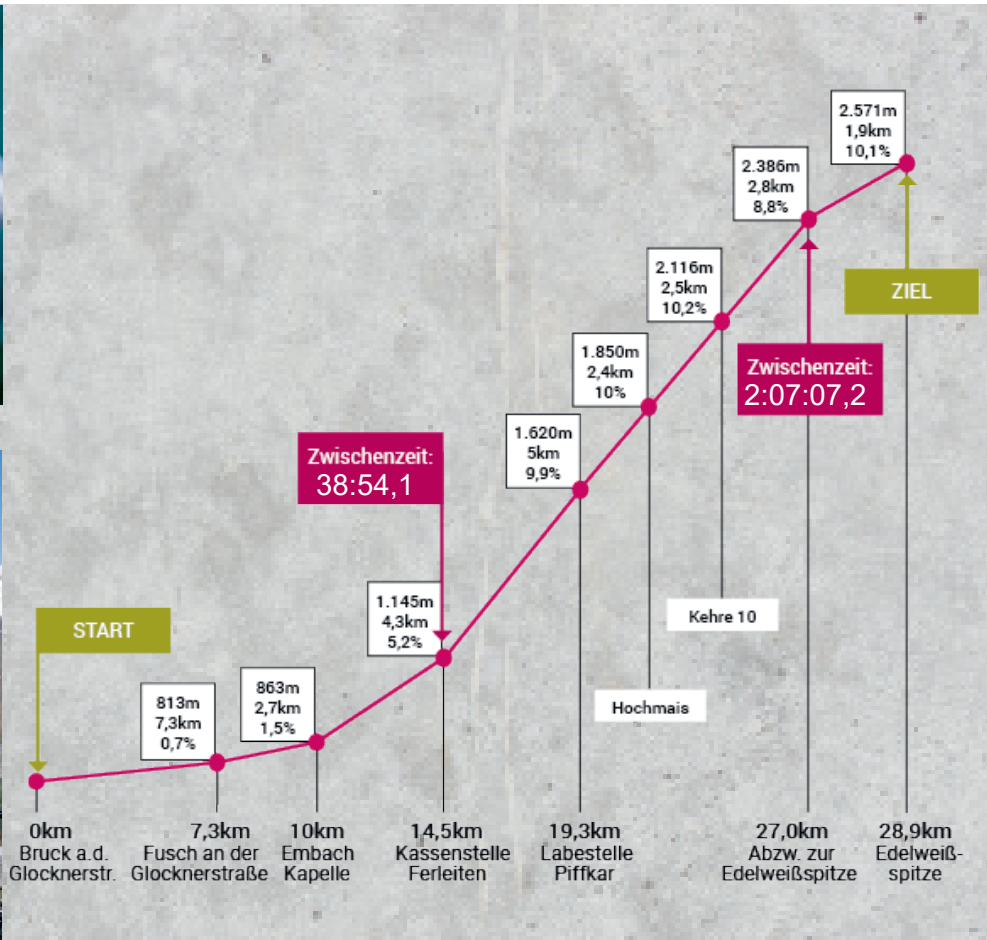 2.571m
1,9km
10,1%
2.386m
2,8km
8,8%
ZIEL
2.116m
2,5km
10,2%
1.850m
2,4km
10%
Zwischenzeit:
2:07:07,2
1.620m
5km
9,9%
Zwischenzeit:
38:54,1
1.145m
4,3km
5,2%
START
Kehre 10
863m
2,7km
1,5%
813m
7,3km
0,7%
Hochmais
0km
Bruck a.d.
Glocknerstr.
7,3km
Fusch an der
Glocknerstraße
10km
Embach
Kapelle
14,5km
Kassenstelle
Ferleiten
19,3km
Labestelle
Piffkar
27,0km
Abzw. zur
Edelweißspitze
28,9km
Edelweiß-
spitze